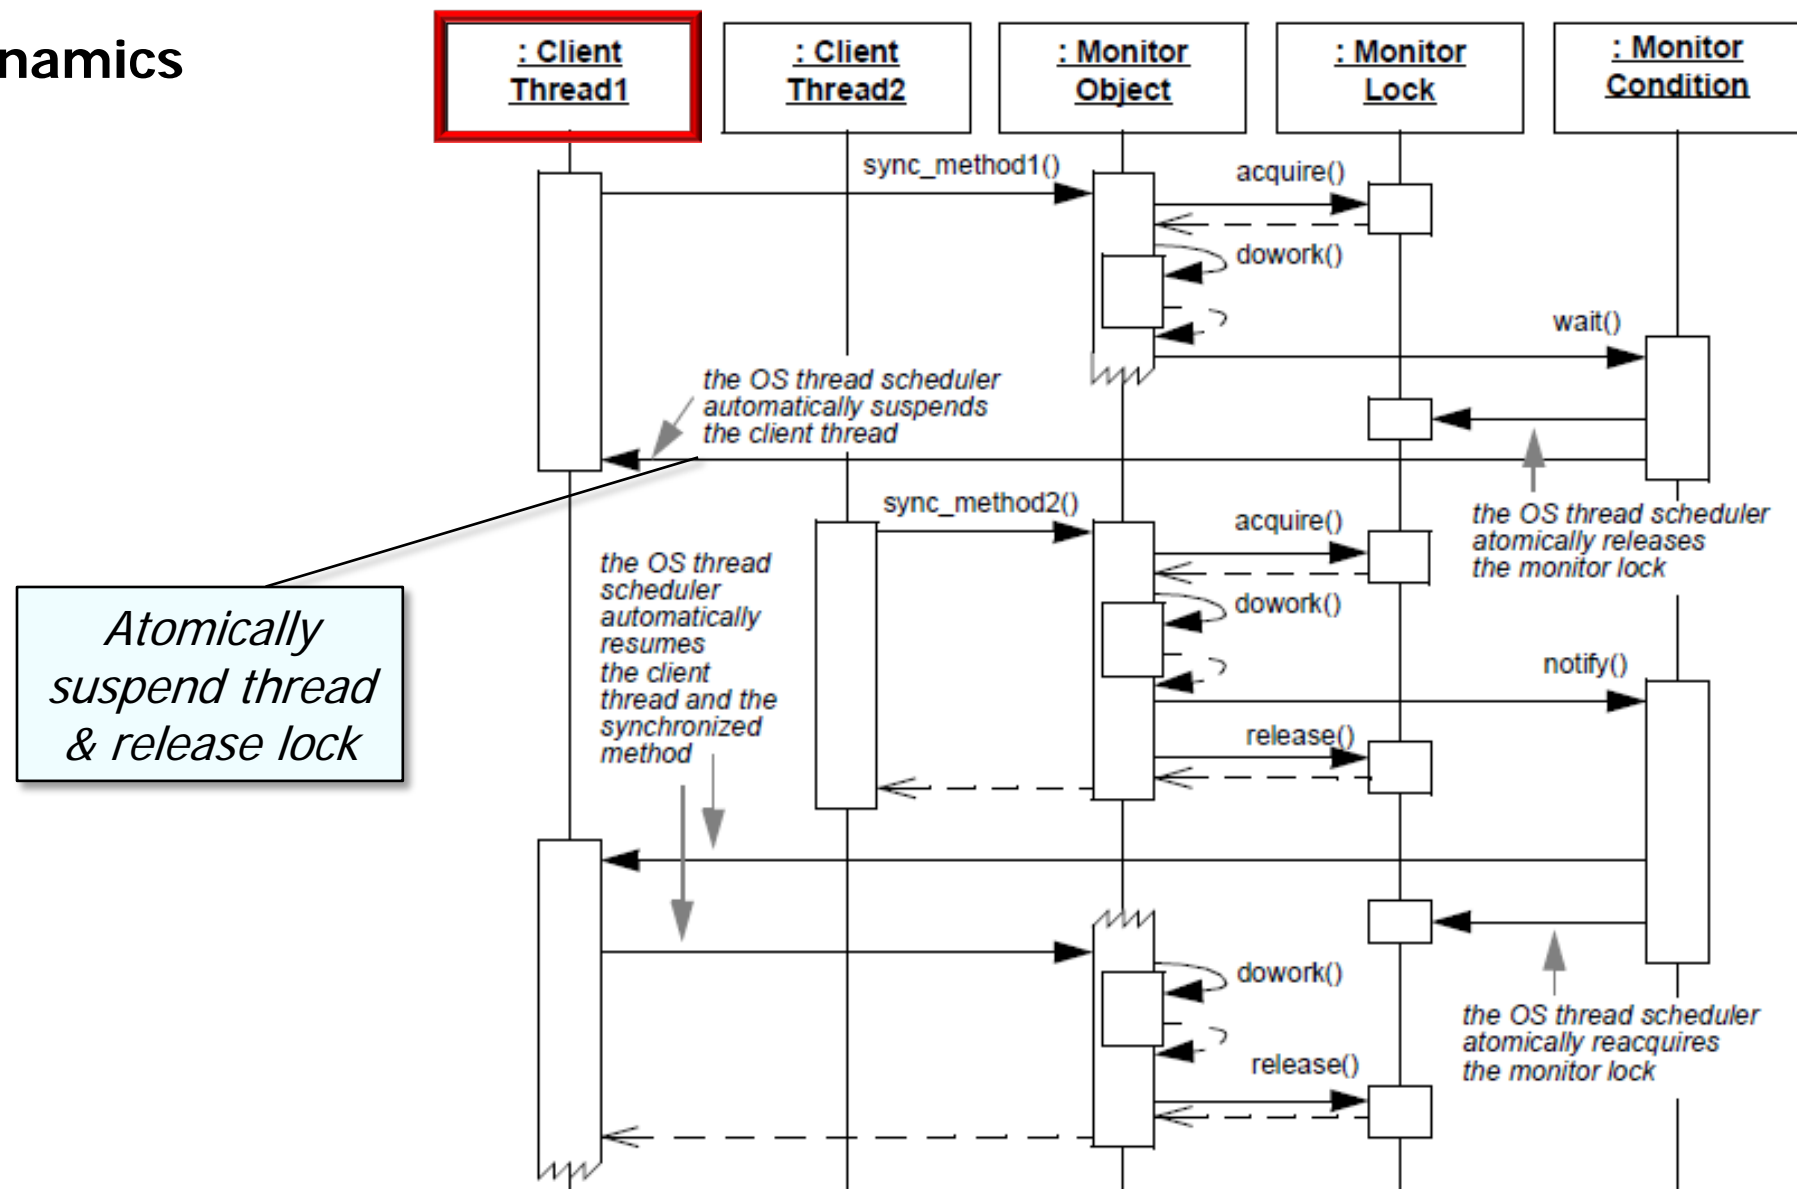 namics
: Client
Thread1
: Client
Thread2
: Monitor
Object
: Monitor
Lock
: Monitor
Condition
sync_method1()
acquire()
dowork()
wait()
the OS thread scheduler
automatically suspends
the client thread
sync_method2()
acquire()
the OS thread scheduler
atomically releases
the monitor lock
the OS thread
scheduler
automatically
resumes
the client
thread and the
synchronized
method
dowork()
Atomically
suspend thread
& release lock
notify()
release()
dowork()
the OS thread scheduler
atomically reacquires
the monitor lock
release()